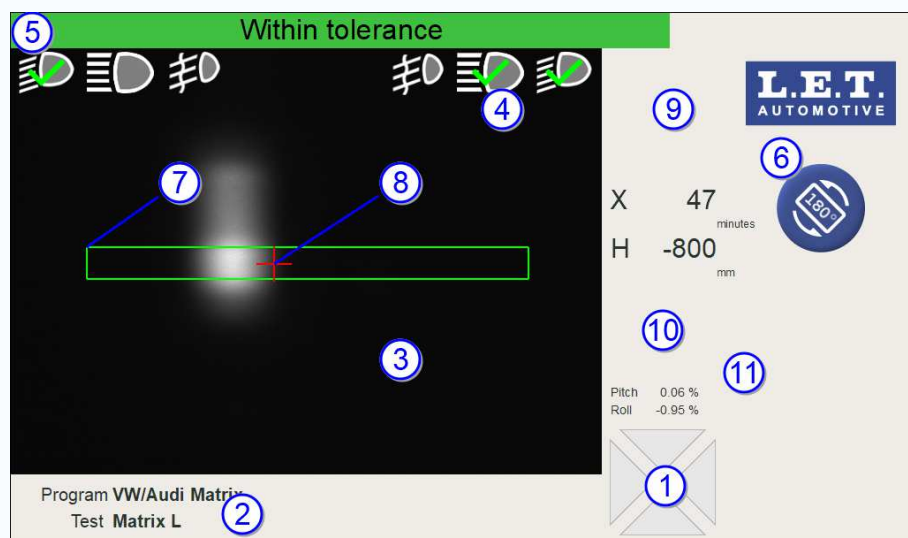 Within tolerance
5
4
9
L.E.T.
AUTOMOTIVE
6
180°
7
8
X 47
minutes
H -800
mm
3
10
11
Pitch 0.06 %
Roll -0.95 %
1
Program VW/Audi Matrix
2
Test Matrix L